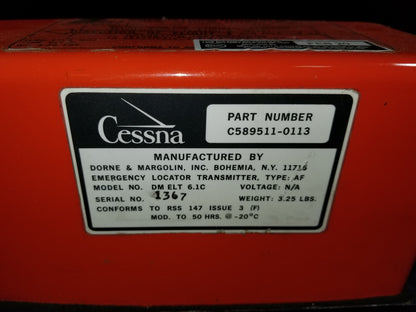 Cessna
PART NUMBER
C589511-0113
MANUFACTURED BY
DORNE & MARGOLIN, INC. BOHEMIA, N.Y. 11716
EMERGENCY LOCATOR TRANSMITTER, TYPE: AF
MODEL NO. DM ELT 6.1C VOLTAGE: N/A
SERIAL NO. 1367 WEIGHT: 3.25 LBS.
CONFORMS TO RSS 147 ISSUE 3 (F)
MOD. TO 50 HRS. @ -20°C